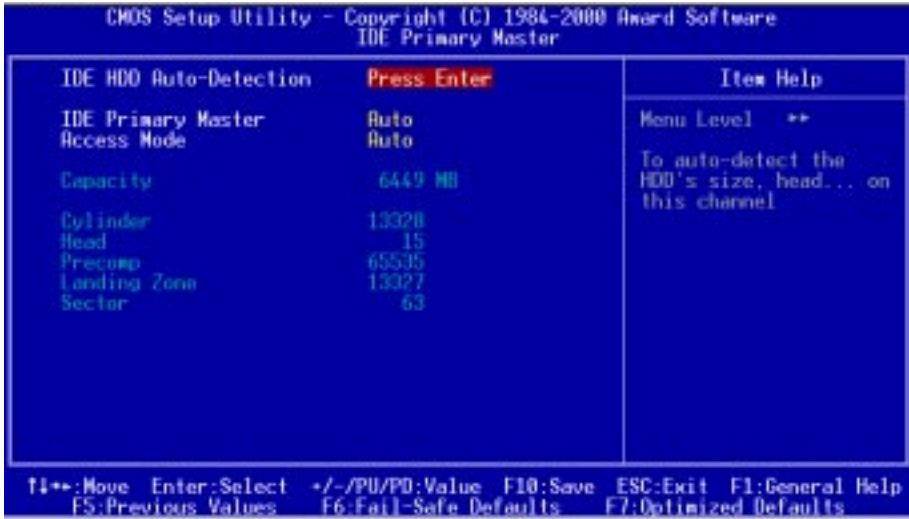 CMOS Setup Utility - Copyright (C) 1984-2000 Award Software
IDE Primary Master
IDE HDD Auto-Detection Press Enter
IDE Primary Master Auto
Access Mode Auto
Capacity 6449 MB
Cylinder 13328
Head 15
Precomp 65535
Landing Zone 13327
Sector 63
Item Help
Menu Level ▸▸
To auto-detect the
HDD's size, head... on
this channel
↑↓→←:Move Enter:Select +/-/PU/PD:Value F10:Save ESC:Exit F1:General Help
F5:Previous Values F6:Fail-Safe Defaults F7:Optimized Defaults